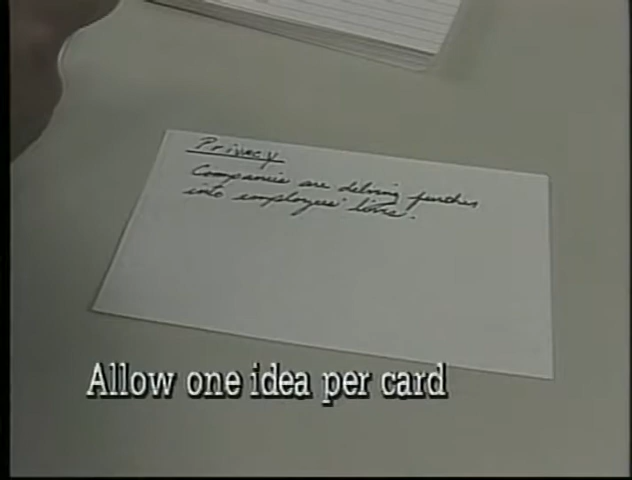 Privacy
Companies are delving further
into employees' lives.
Allow one idea per card